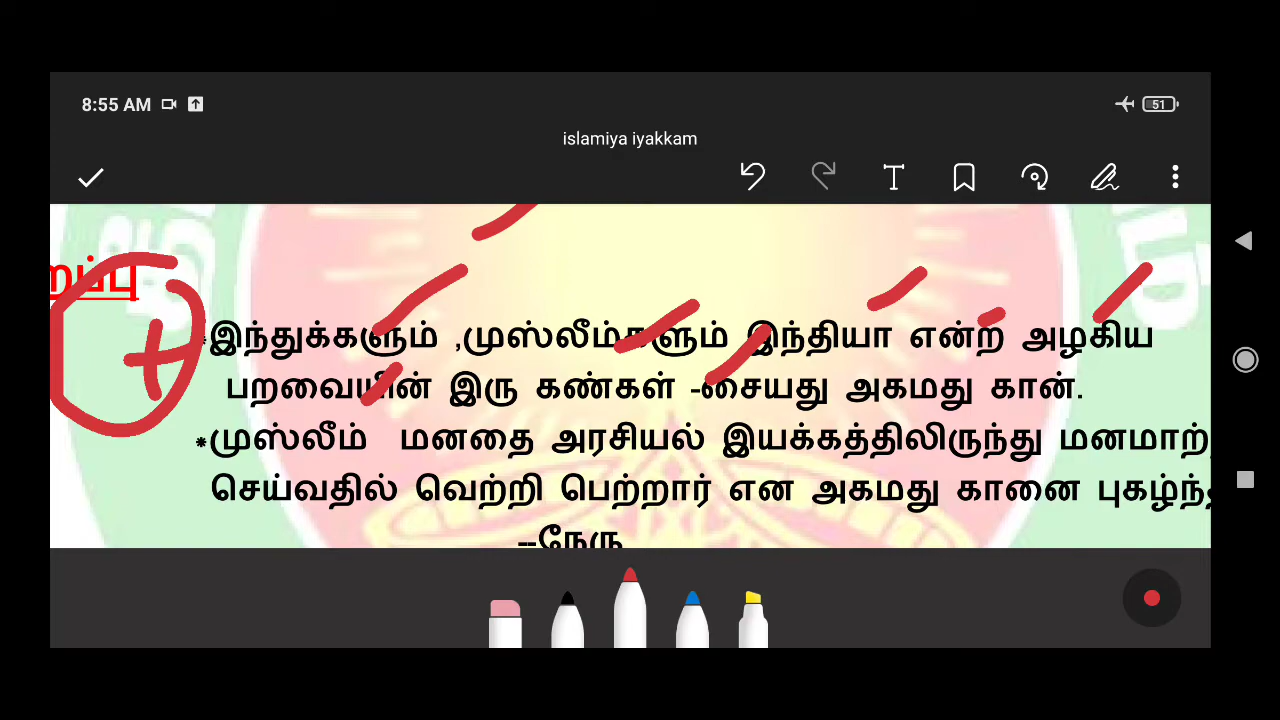 8:55 AM
51
islamiya iyakkam
*இந்துக்களும் ,முஸ்லீம்களும் இந்தியா என்ற அழகிய
பறவையின் இரு கண்கள் -சையது அகமது கான்.
*முஸ்லீம் மனதை அரசியல் இயக்கத்திலிருந்து மனமாற்
செய்வதில் வெற்றி பெற்றார் என அகமது கானை புகழ்ந்
--நேரு